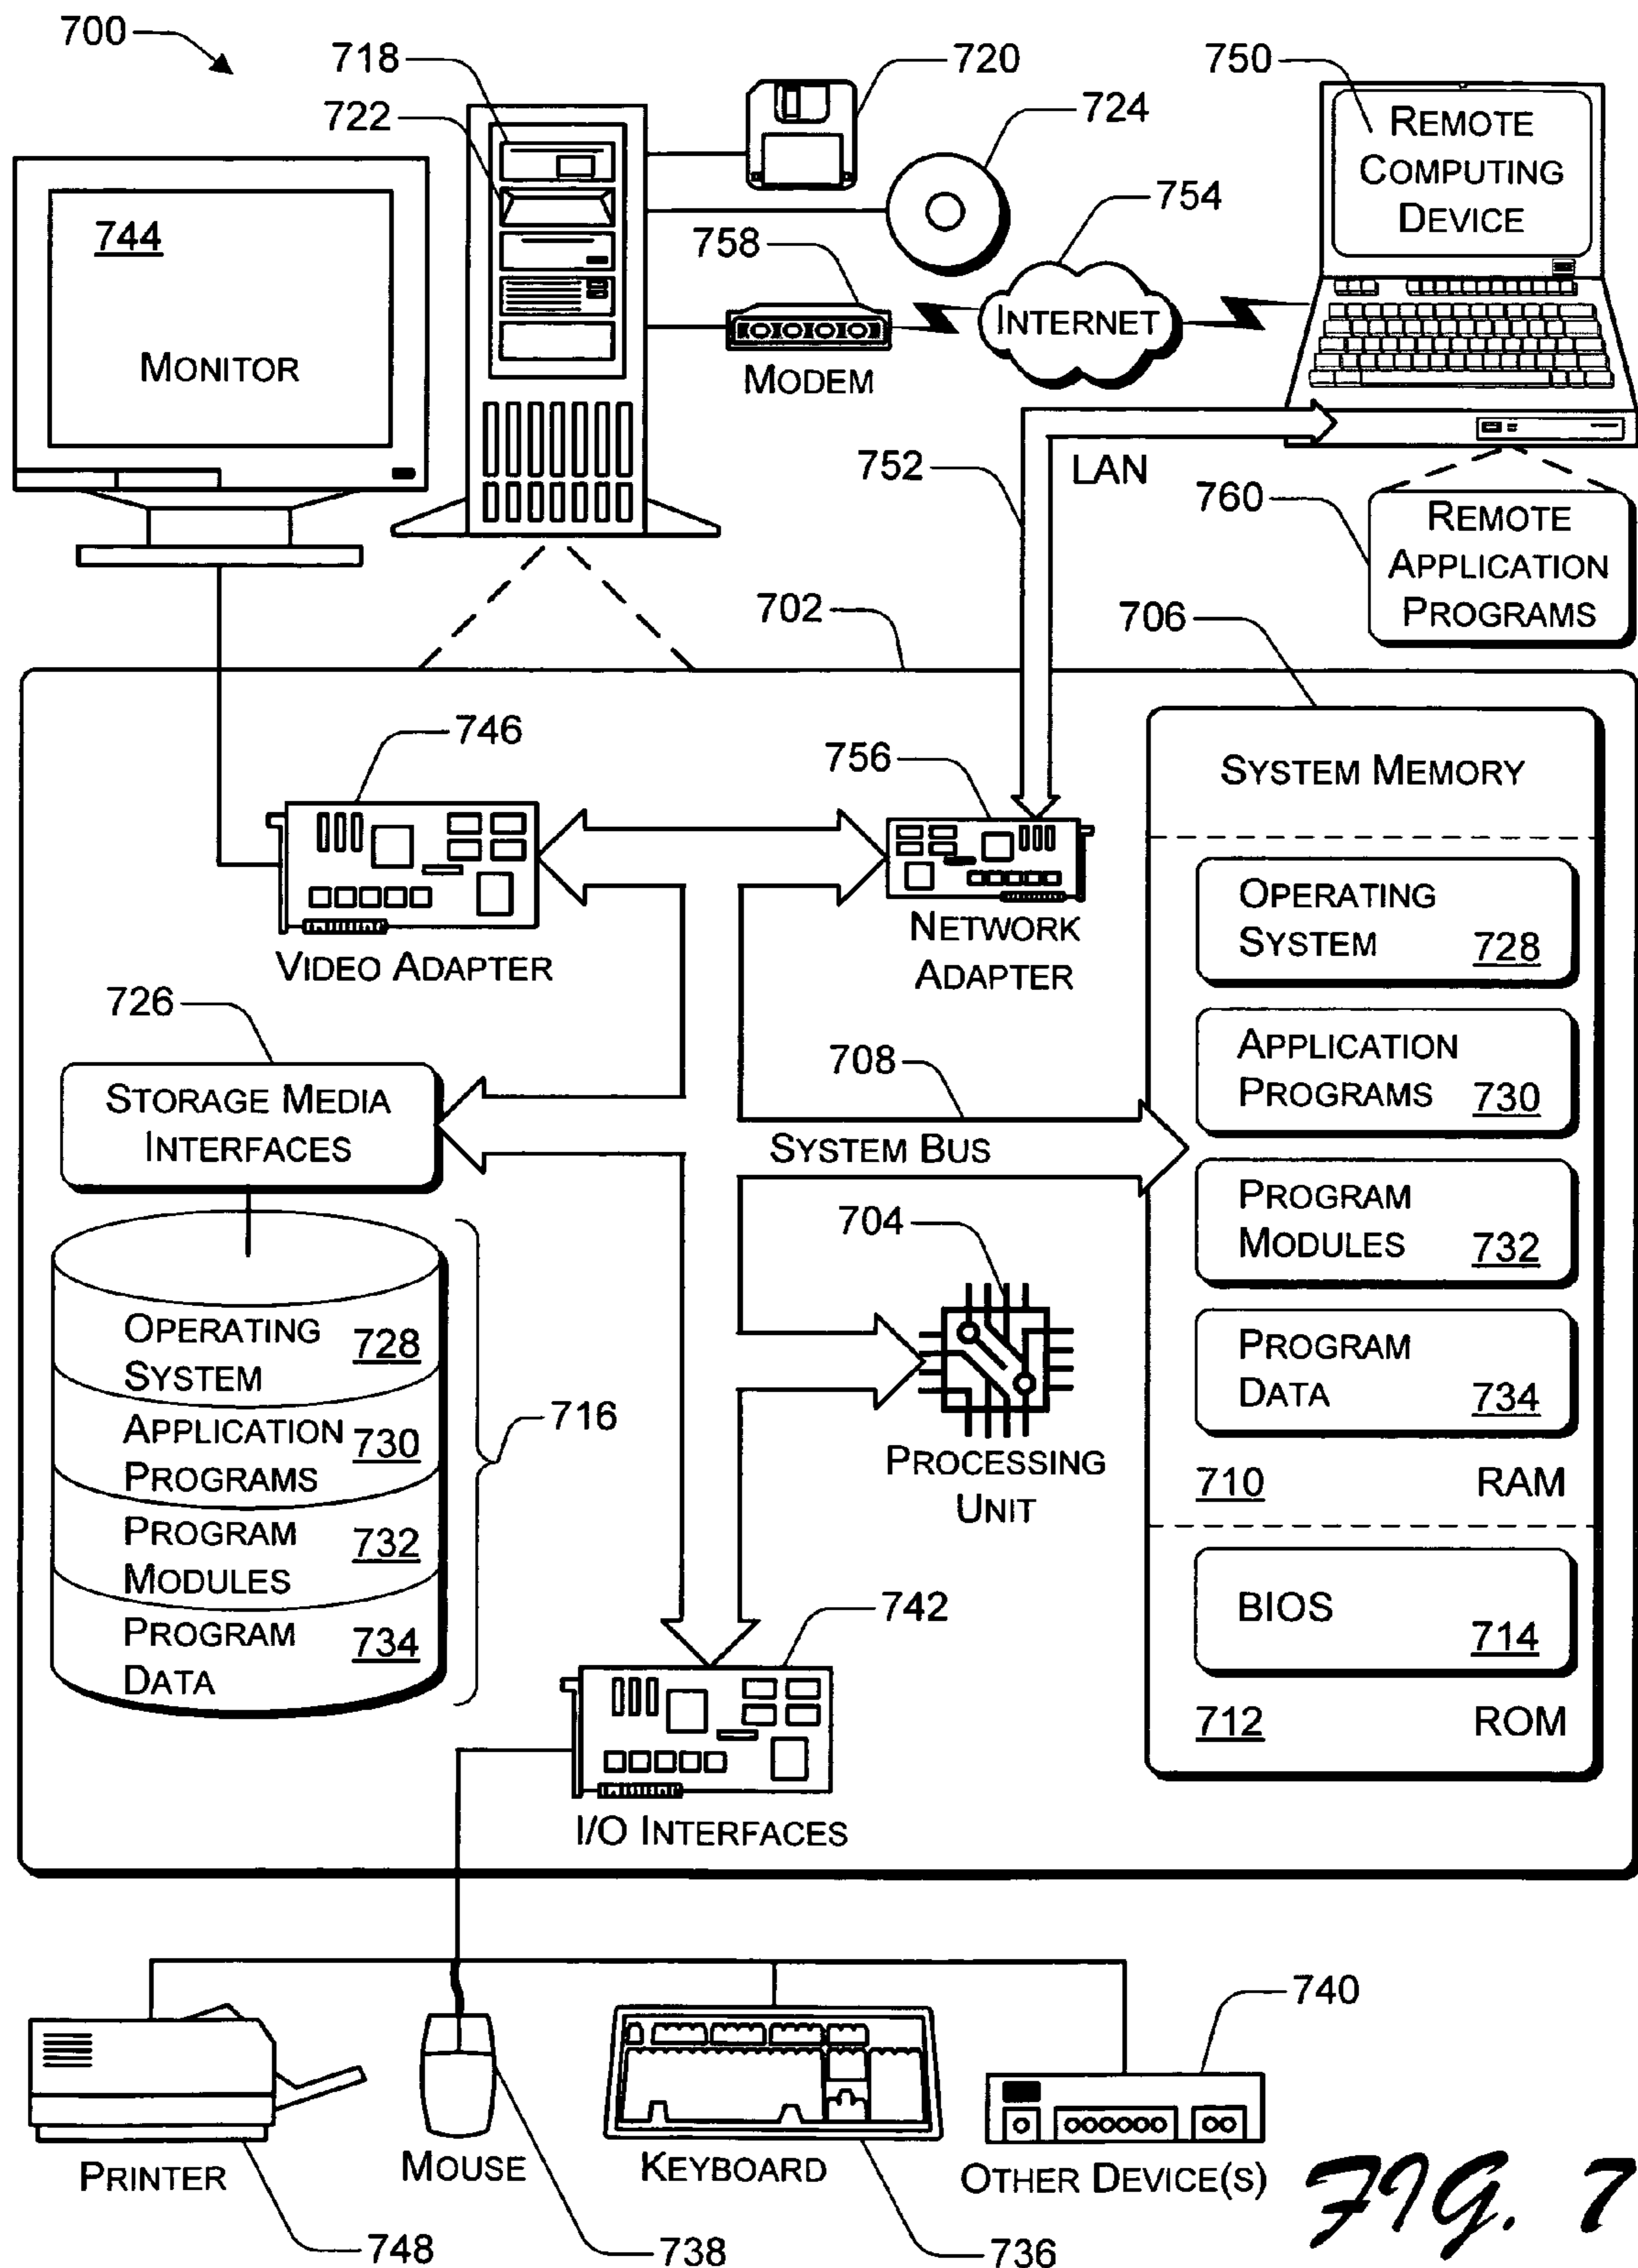 700
718
720
750
722
724
REMOTE
COMPUTING
DEVICE
744
758
754
INTERNET
MONITOR
MODEM
752
LAN
760
REMOTE
APPLICATION
PROGRAMS
702
706
746
756
SYSTEM MEMORY
OPERATING
SYSTEM 728
NETWORK
ADAPTER
VIDEO ADAPTER
726
708
APPLICATION
PROGRAMS 730
STORAGE MEDIA
INTERFACES
SYSTEM BUS
PROGRAM
MODULES 732
704
OPERATING
SYSTEM 728
PROGRAM
DATA 734
716
APPLICATION
PROGRAMS 730
PROCESSING
UNIT
710 RAM
PROGRAM
MODULES 732
742
BIOS
714
PROGRAM
DATA 734
712 ROM
I/O INTERFACES
740
PRINTER
MOUSE
KEYBOARD
OTHER DEVICE(S)
748
738
736
FIG. 7